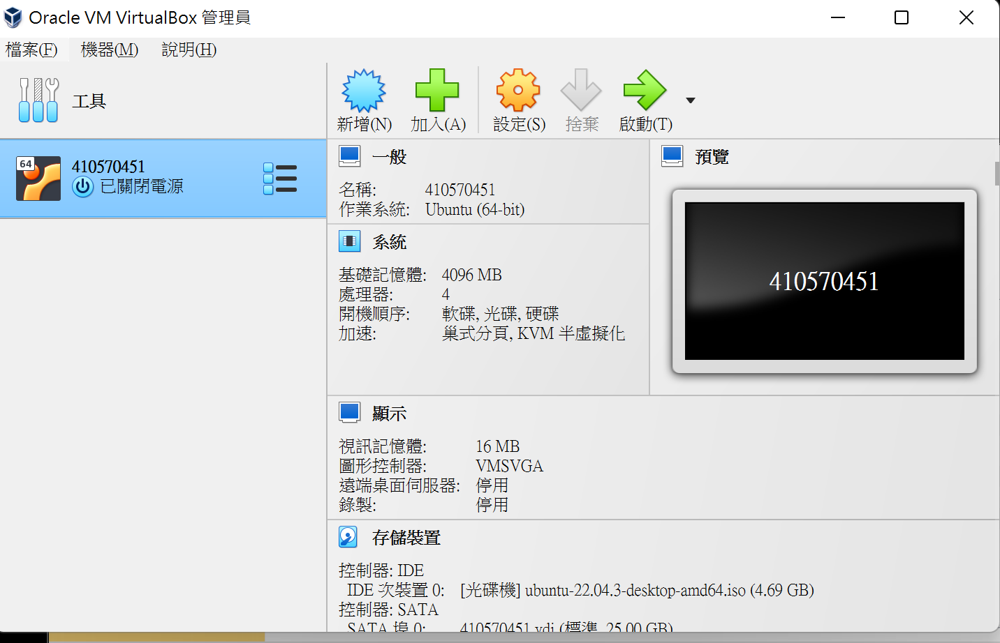 Oracle VM VirtualBox 管理員
檔案(F) 機器(M) 說明(H)
工具
新增(N) 加入(A) 設定(S) 捨棄 啟動(T)
64
410570451
已關閉電源
一般
名稱: 410570451
作業系統: Ubuntu (64-bit)
系統
基礎記憶體: 4096 MB
處理器: 4
開機順序: 軟碟, 光碟, 硬碟
加速: 巢式分頁, KVM 半虛擬化
預覽
410570451
顯示
視訊記憶體: 16 MB
圖形控制器: VMSVGA
遠端桌面伺服器: 停用
錄製: 停用
存儲裝置
控制器: IDE
IDE 次裝置 0: [光碟機] ubuntu-22.04.3-desktop-amd64.iso (4.69 GB)
控制器: SATA
SATA 埠 0: 410570451.vdi (標準, 25.00 GB)